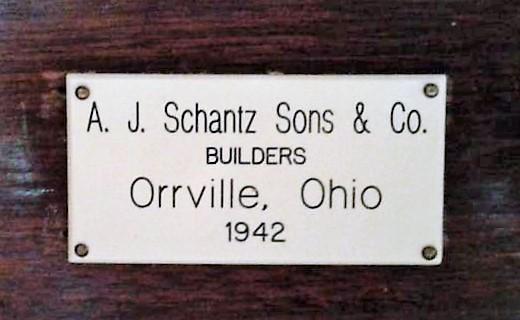 A. J. Schantz Sons & Co.
BUILDERS
Orrville, Ohio
1942